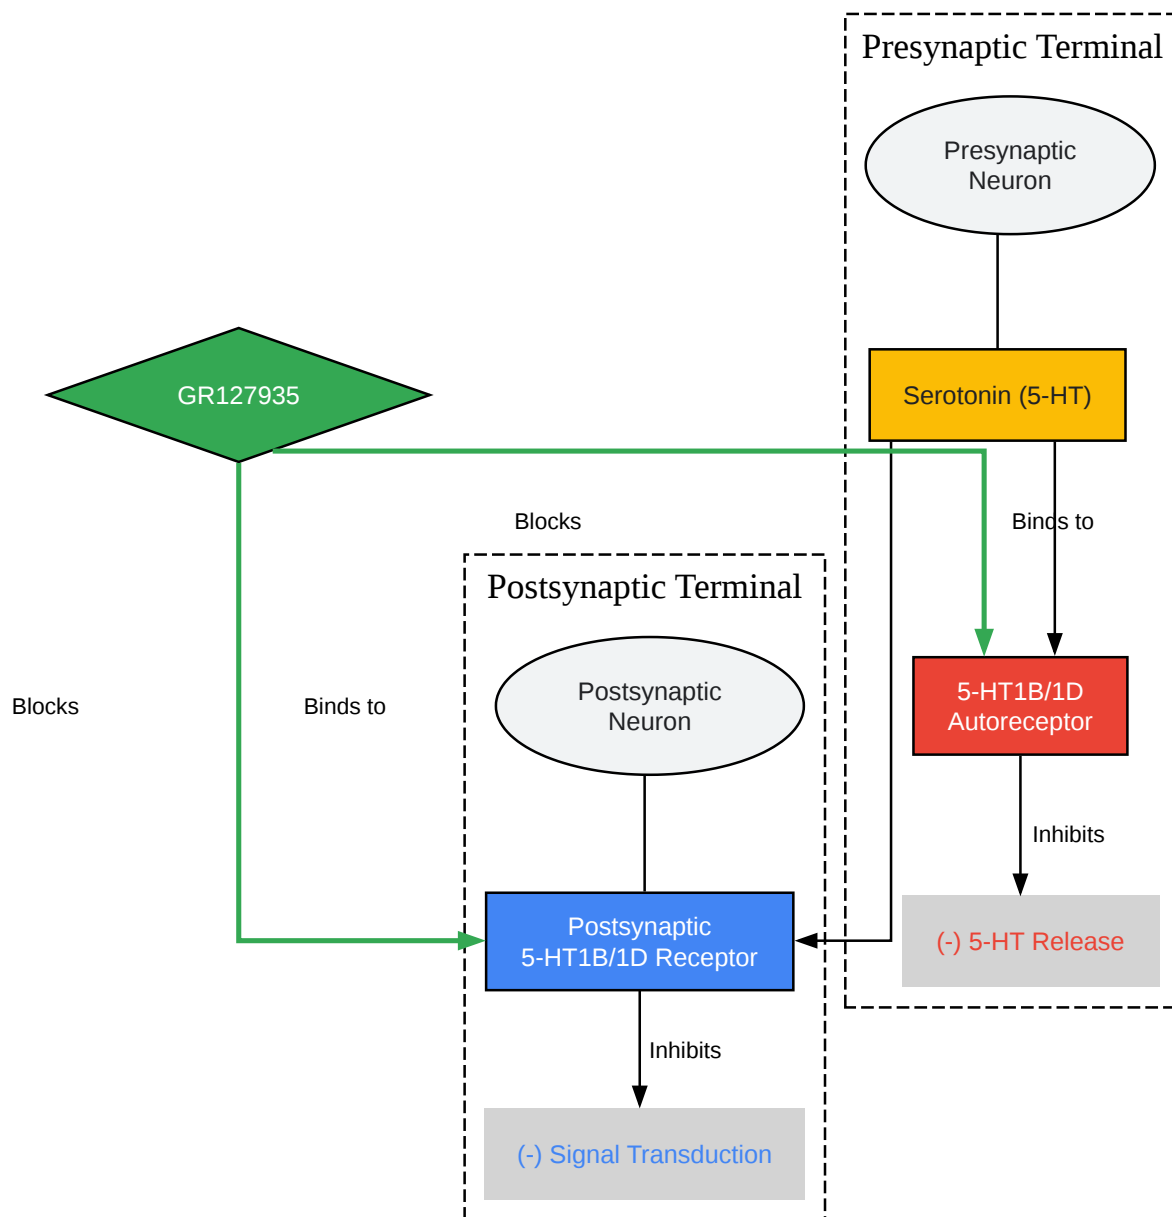 Presynaptic Terminal
Presynaptic
Neuron
GR127935
Serotonin (5-HT)
Blocks
Binds to
Postsynaptic Terminal
Postsynaptic
Neuron
5-HT1B/1D
Autoreceptor
Blocks
Binds to
Inhibits
Postsynaptic
5-HT1B/1D Receptor
(-) 5-HT Release
Inhibits
(-) Signal Transduction